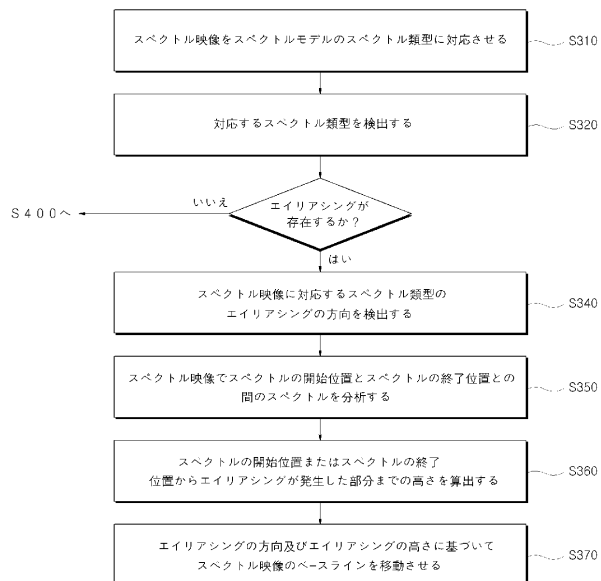 スペクトル映像をスペクトルモデルのスペクトル類型に対応させる
S310
対応するスペクトル類型を検出する
S320
エイリアシングが
存在するか?
いいえ
S400へ
はい
スペクトル映像に対応するスペクトル類型の
エイリアシングの方向を検出する
S340
スペクトル映像でスペクトルの開始位置とスペクトルの終了位置との
間のスペクトルを分析する
S350
スペクトルの開始位置またはスペクトルの終了
位置からエイリアシングが発生した部分までの高さを算出する
S360
エイリアシングの方向及びエイリアシングの高さに基づいて
スペクトル映像のベースラインを移動させる
S370